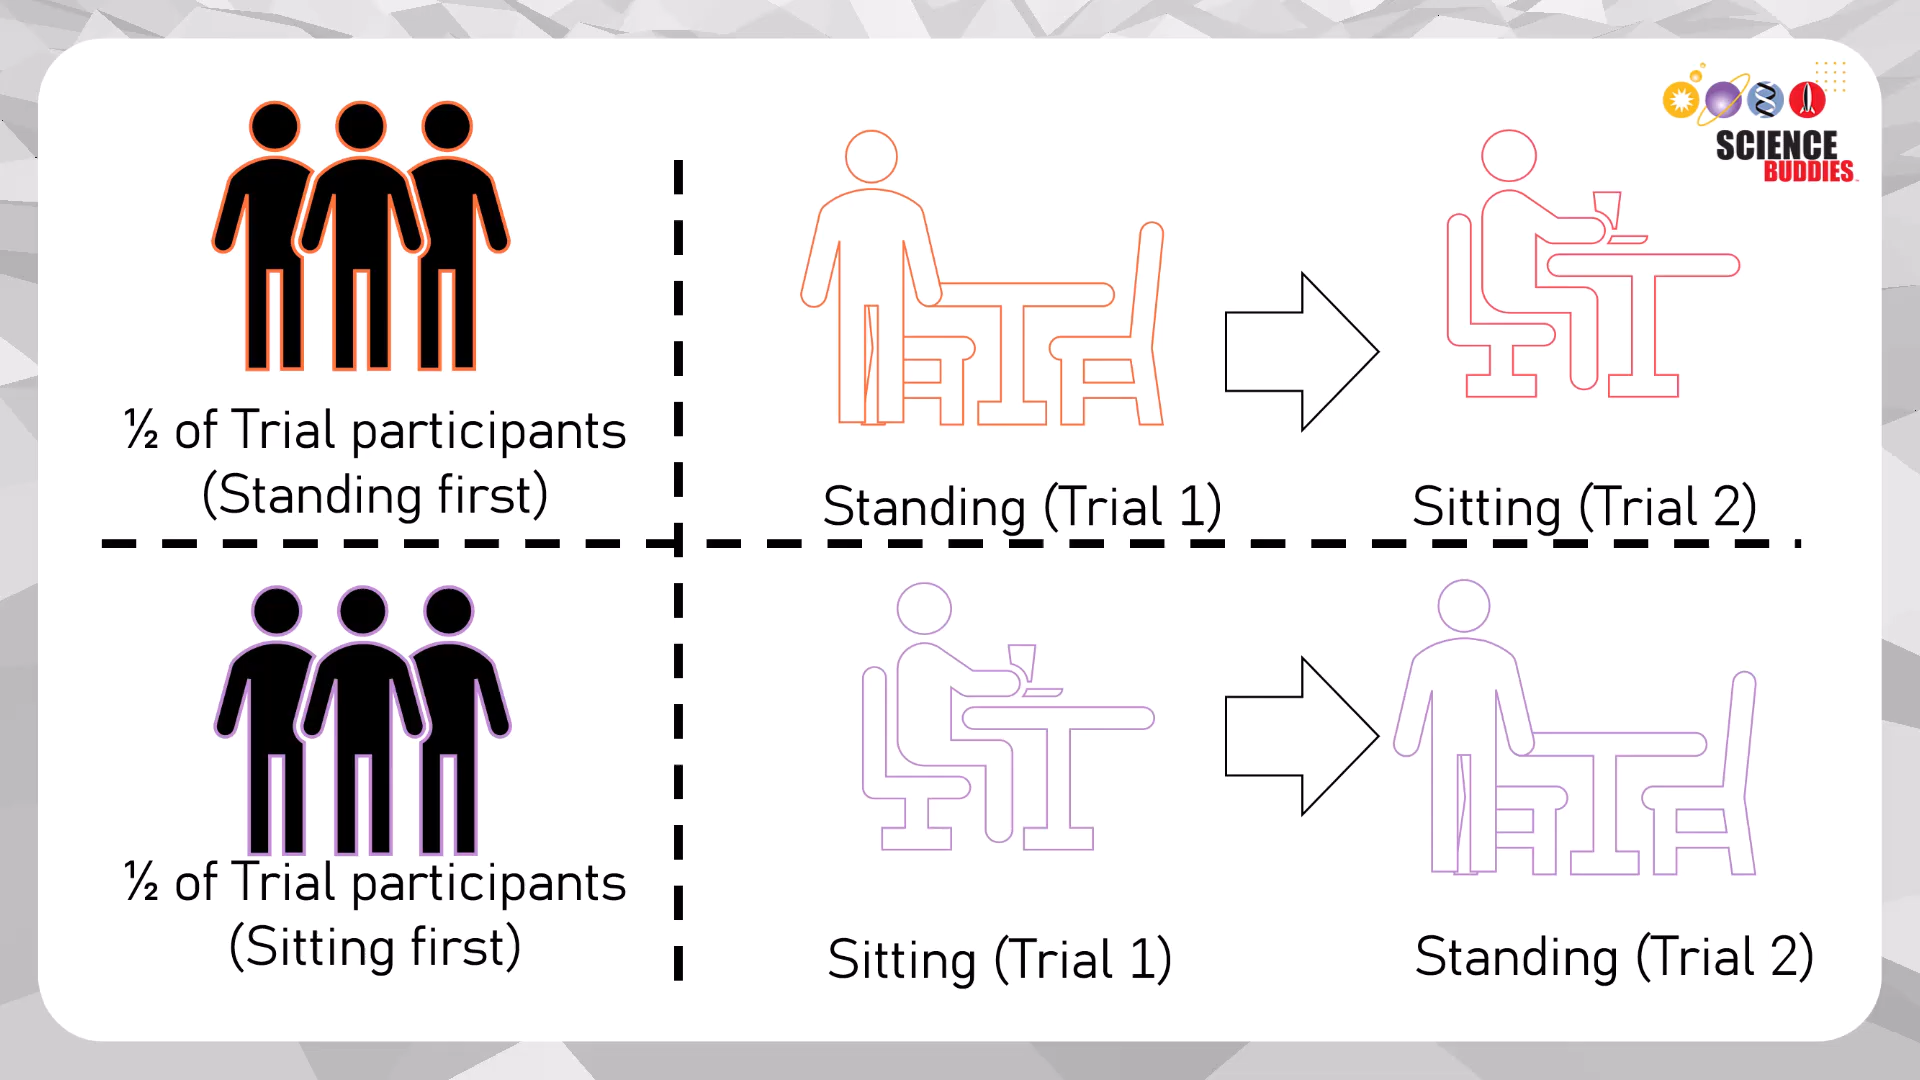 SCIENCE
BUDDIES
½ of Trial participants
(Standing first)
Standing (Trial 1)
Sitting (Trial 2)
½ of Trial participants
(Sitting first)
Sitting (Trial 1)
Standing (Trial 2)